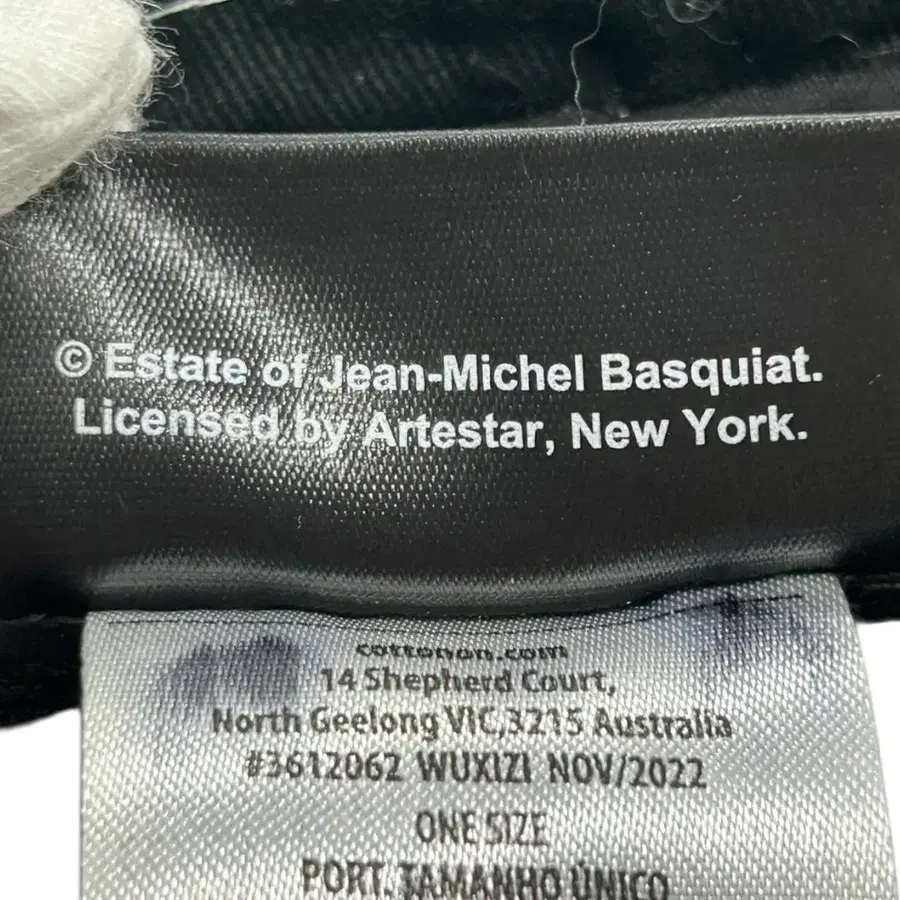 © Estate of Jean-Michel Basquiat.
Licensed by Artestar, New York.
cottonon.com
14 Shepherd Court,
North Geelong VIC,3215 Australia
#3612062 WUXIZI NOV/2022
ONE SIZE
PORT. TAMANHO ÚNICO